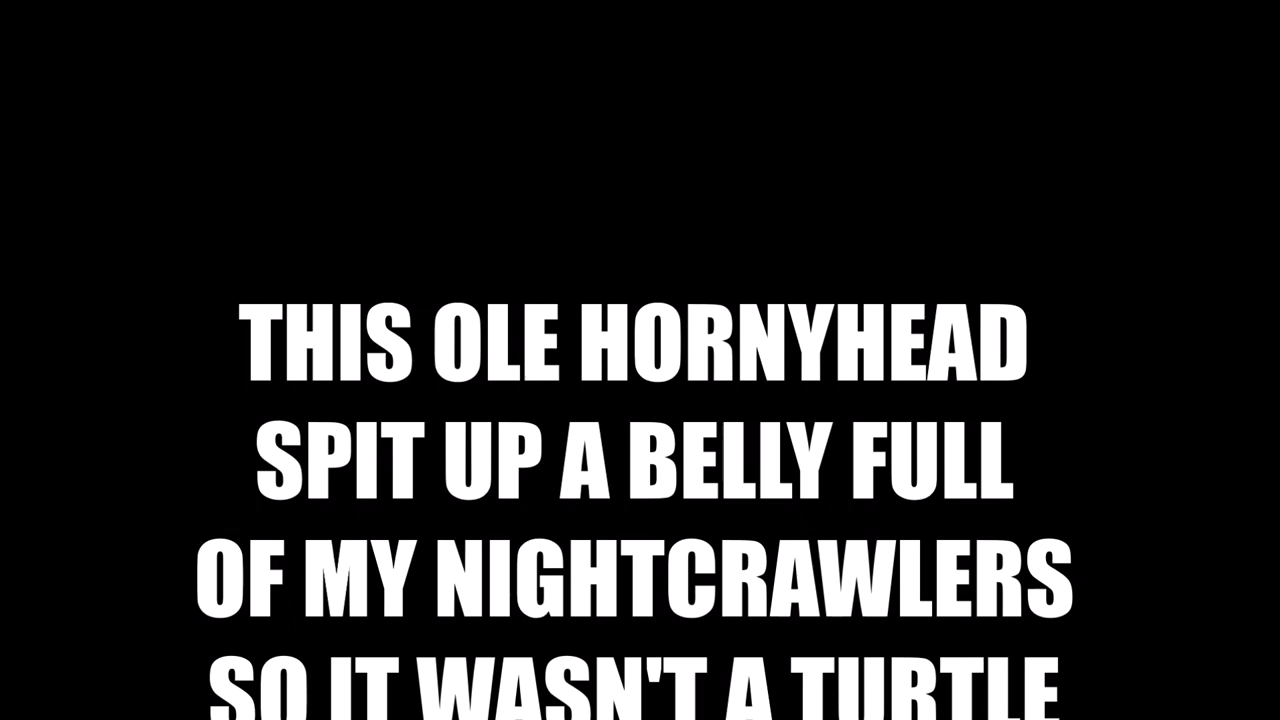 THIS OLE HORNYHEAD
SPIT UP A BELLY FULL
OF MY NIGHTCRAWLERS
SO IT WASN'T A TURTLE